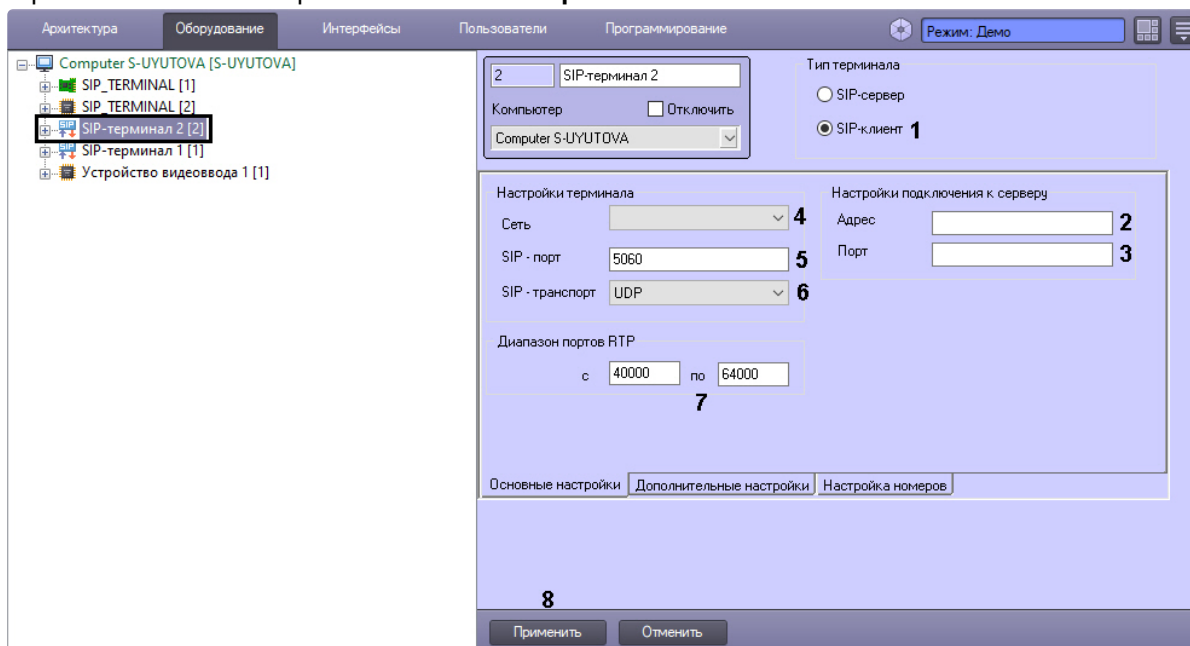 Архитектура Оборудование Интерфейсы Пользователи Программирование Режим: Демо
Computer S-UYUTOVA [S-UYUTOVA]
SIP_TERMINAL [1]
SIP_TERMINAL [2]
SIP-терминал 2 [2]
SIP-терминал 1 [1]
Устройство видеоввода 1 [1]
2 SIP-терминал 2
Компьютер Отключить
Computer S-UYUTOVA
Тип терминала
SIP-сервер
SIP-клиент 1
Настройки терминала
Сеть 4
SIP - порт 5060 5
SIP - транспорт UDP 6
Настройки подключения к серверу
Адрес 2
Порт 3
Диапазон портов RTP
с 40000 по 64000
7
Основные настройки Дополнительные настройки Настройка номеров
8
Применить Отменить